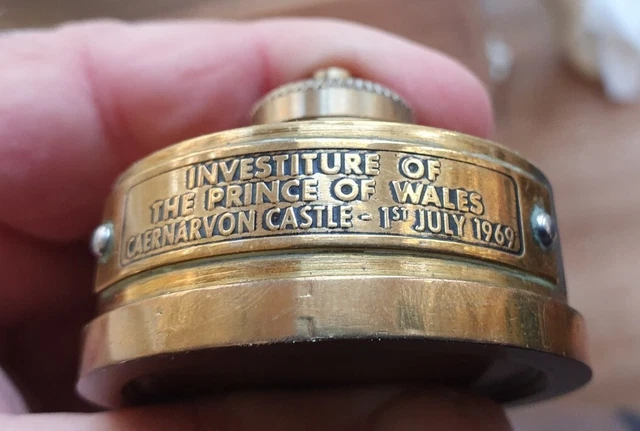 INVESTITURE OF
THE PRINCE OF WALES
CAERNARVON CASTLE - 1ST JULY 1969